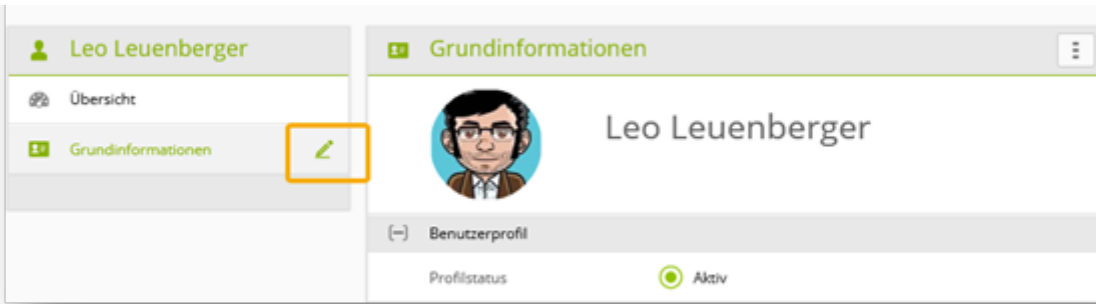 Leo Leuenberger
Übersicht
Grundinformationen
Grundinformationen
Leo Leuenberger
Benutzerprofil
Profilstatus Aktiv